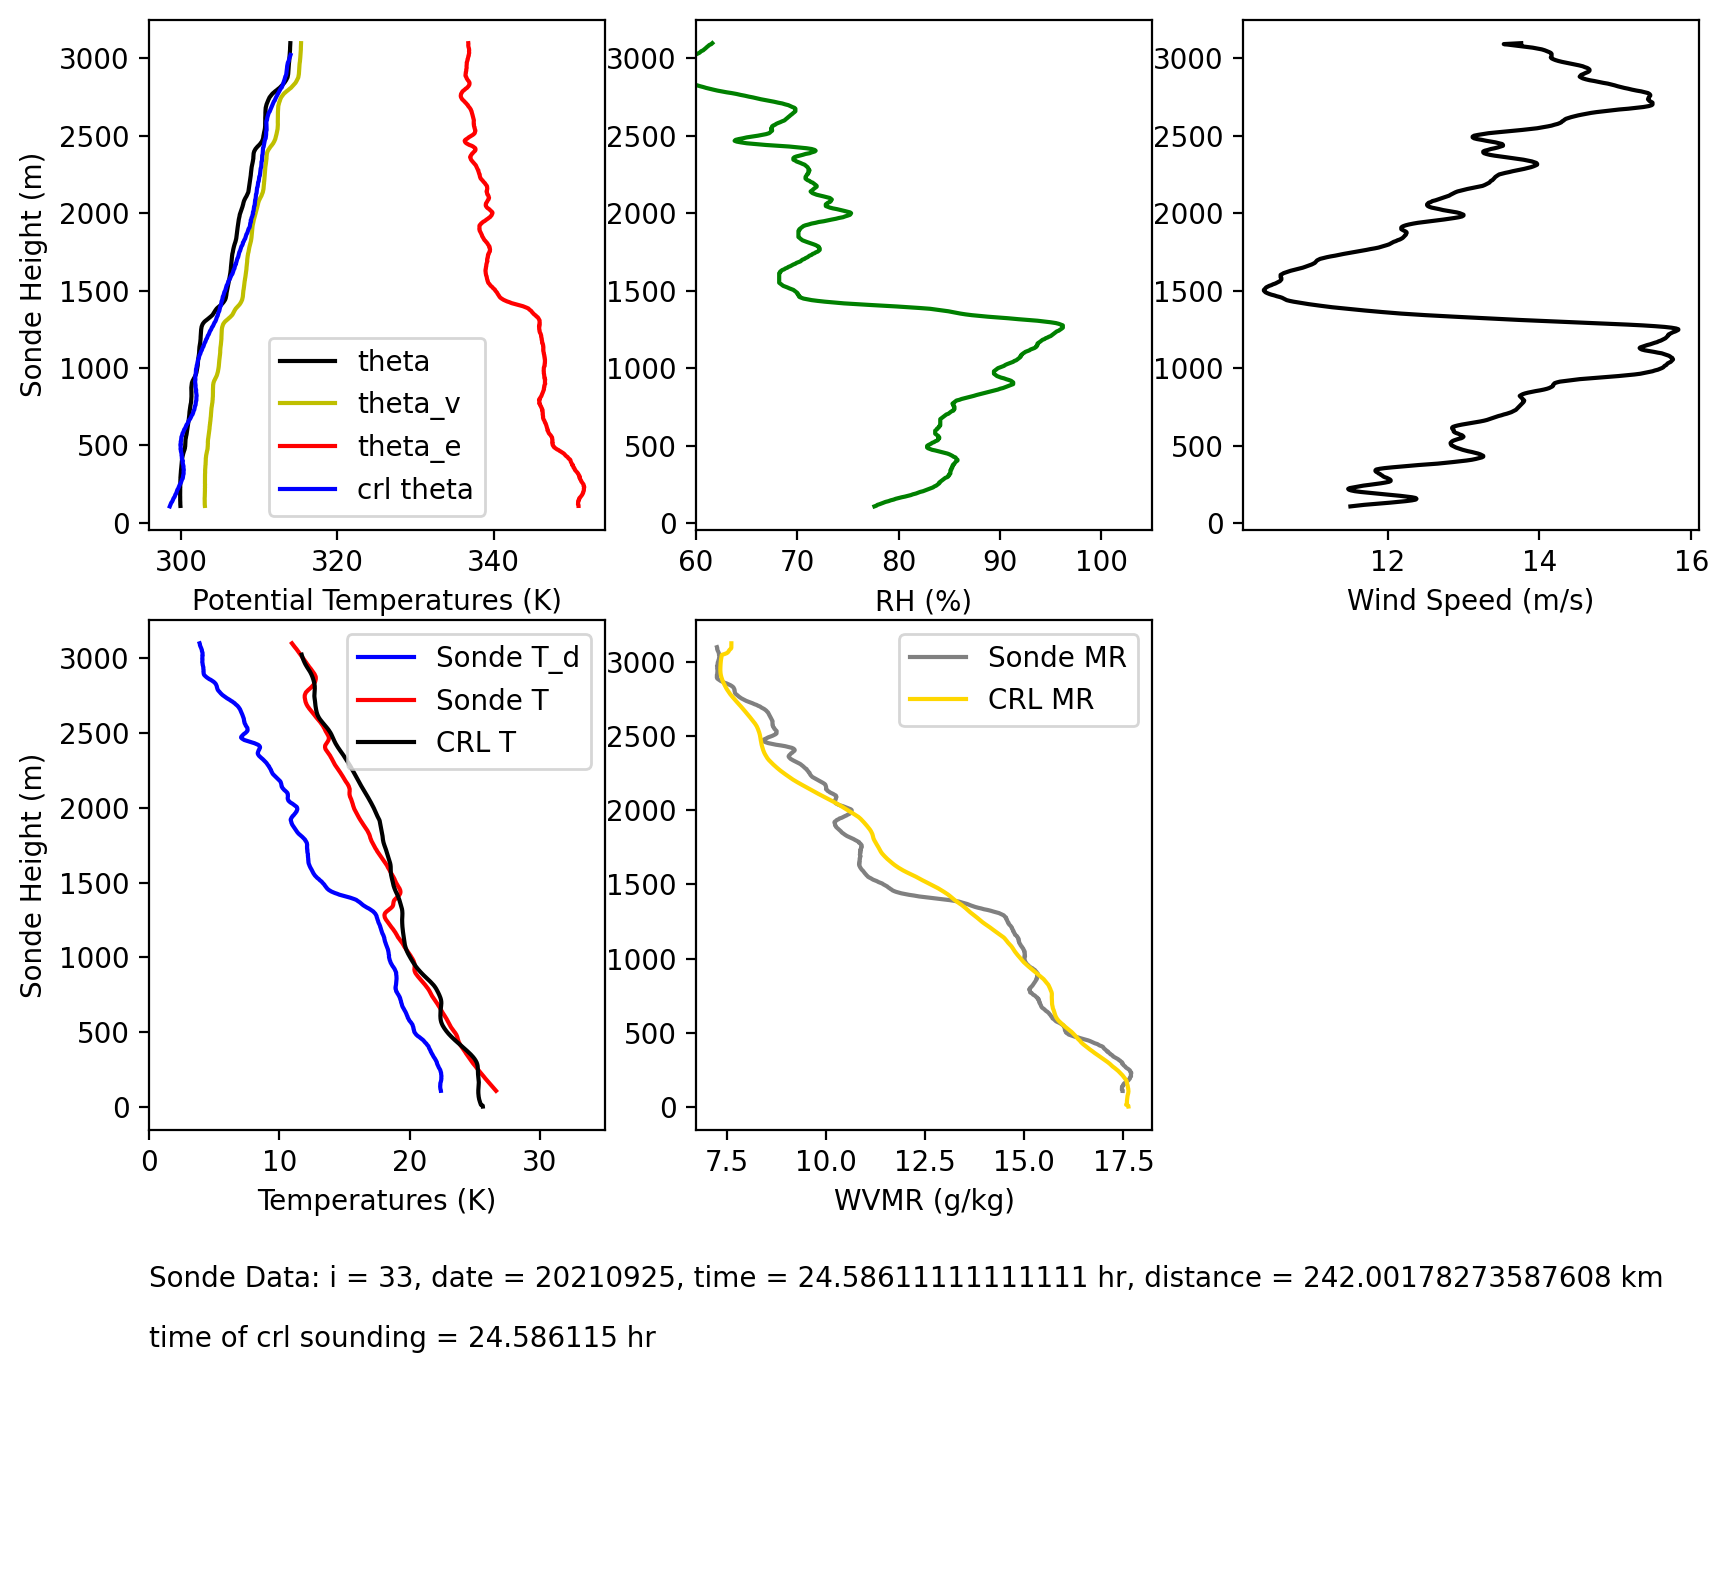 3000
2500
2000
1500
1000
500
0
Sonde Height (m)
theta
theta_v
theta_e
crl theta
300 320 340
Potential Temperatures (K)
3000
2500
2000
1500
1000
500
0
60 70 80 90 100
RH (%)
3000
2500
2000
1500
1000
500
0
12 14 16
Wind Speed (m/s)
3000
2500
2000
1500
1000
500
0
Sonde Height (m)
Sonde T_d
Sonde T
CRL T
0 10 20 30
Temperatures (K)
3000
2500
2000
1500
1000
500
0
Sonde MR
CRL MR
7.5 10.0 12.5 15.0 17.5
WVMR (g/kg)
Sonde Data: i = 33, date = 20210925, time = 24.58611111111111 hr, distance = 242.00178273587608 km
time of crl sounding = 24.586115 hr